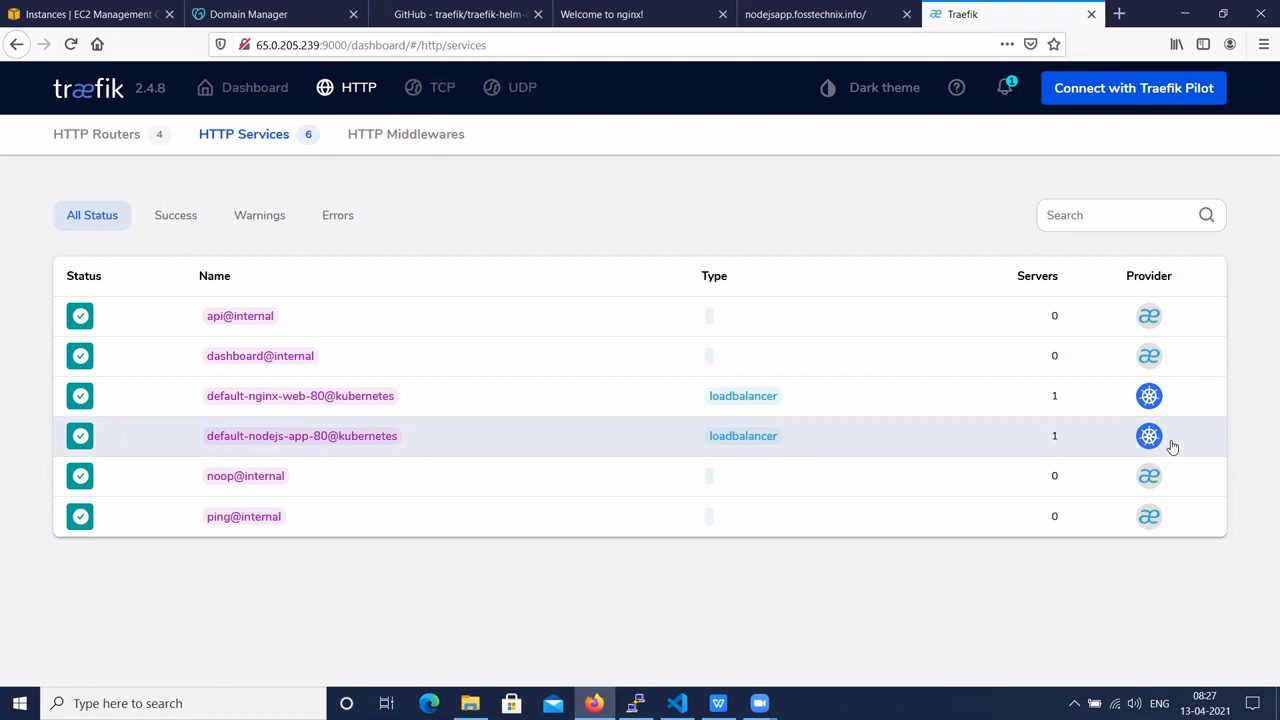 Instances | EC2 Management C
Domain Manager
GitHub - traefik/traefik-helm-c
Welcome to nginx!
nodejsapp.fosstechnix.info/
Traefik
65.0.205.239:9000/dashboard/#/http/services
træfik 2.4.8
Dashboard
HTTP
TCP
UDP
Dark theme
1
Connect with Traefik Pilot
HTTP Routers 4
HTTP Services 6
HTTP Middlewares
All Status
Success
Warnings
Errors
Search
Status Name Type Servers Provider
api@internal 0 æ
dashboard@internal 0 æ
default-nginx-web-80@kubernetes loadbalancer 1
default-nodejs-app-80@kubernetes loadbalancer 1
noop@internal 0 æ
ping@internal 0 æ
Type here to search
ENG
08:27
13-04-2021